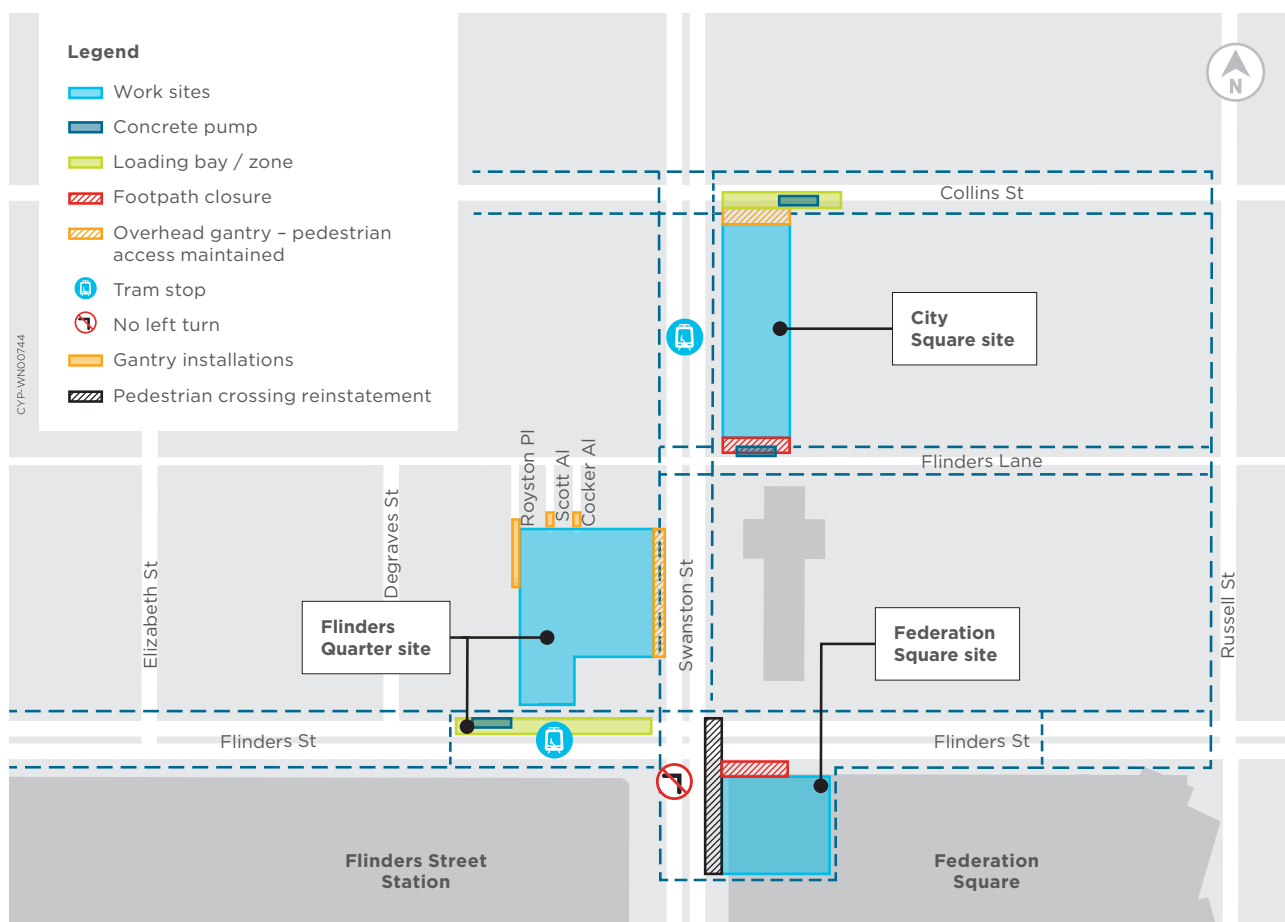 Legend
Work sites
Concrete pump
Loading bay / zone
Footpath closure
Overhead gantry – pedestrian
access maintained
Tram stop
No left turn
Gantry installations
Pedestrian crossing reinstatement
CYP-WN00744
N
Collins St
City
Square site
Flinders Lane
Royston Pl
Scott Al
Cocker Al
Degraves St
Elizabeth St
Swanston St
Russell St
Flinders
Quarter site
Federation
Square site
Flinders St
Flinders St
Flinders Street
Station
Federation
Square